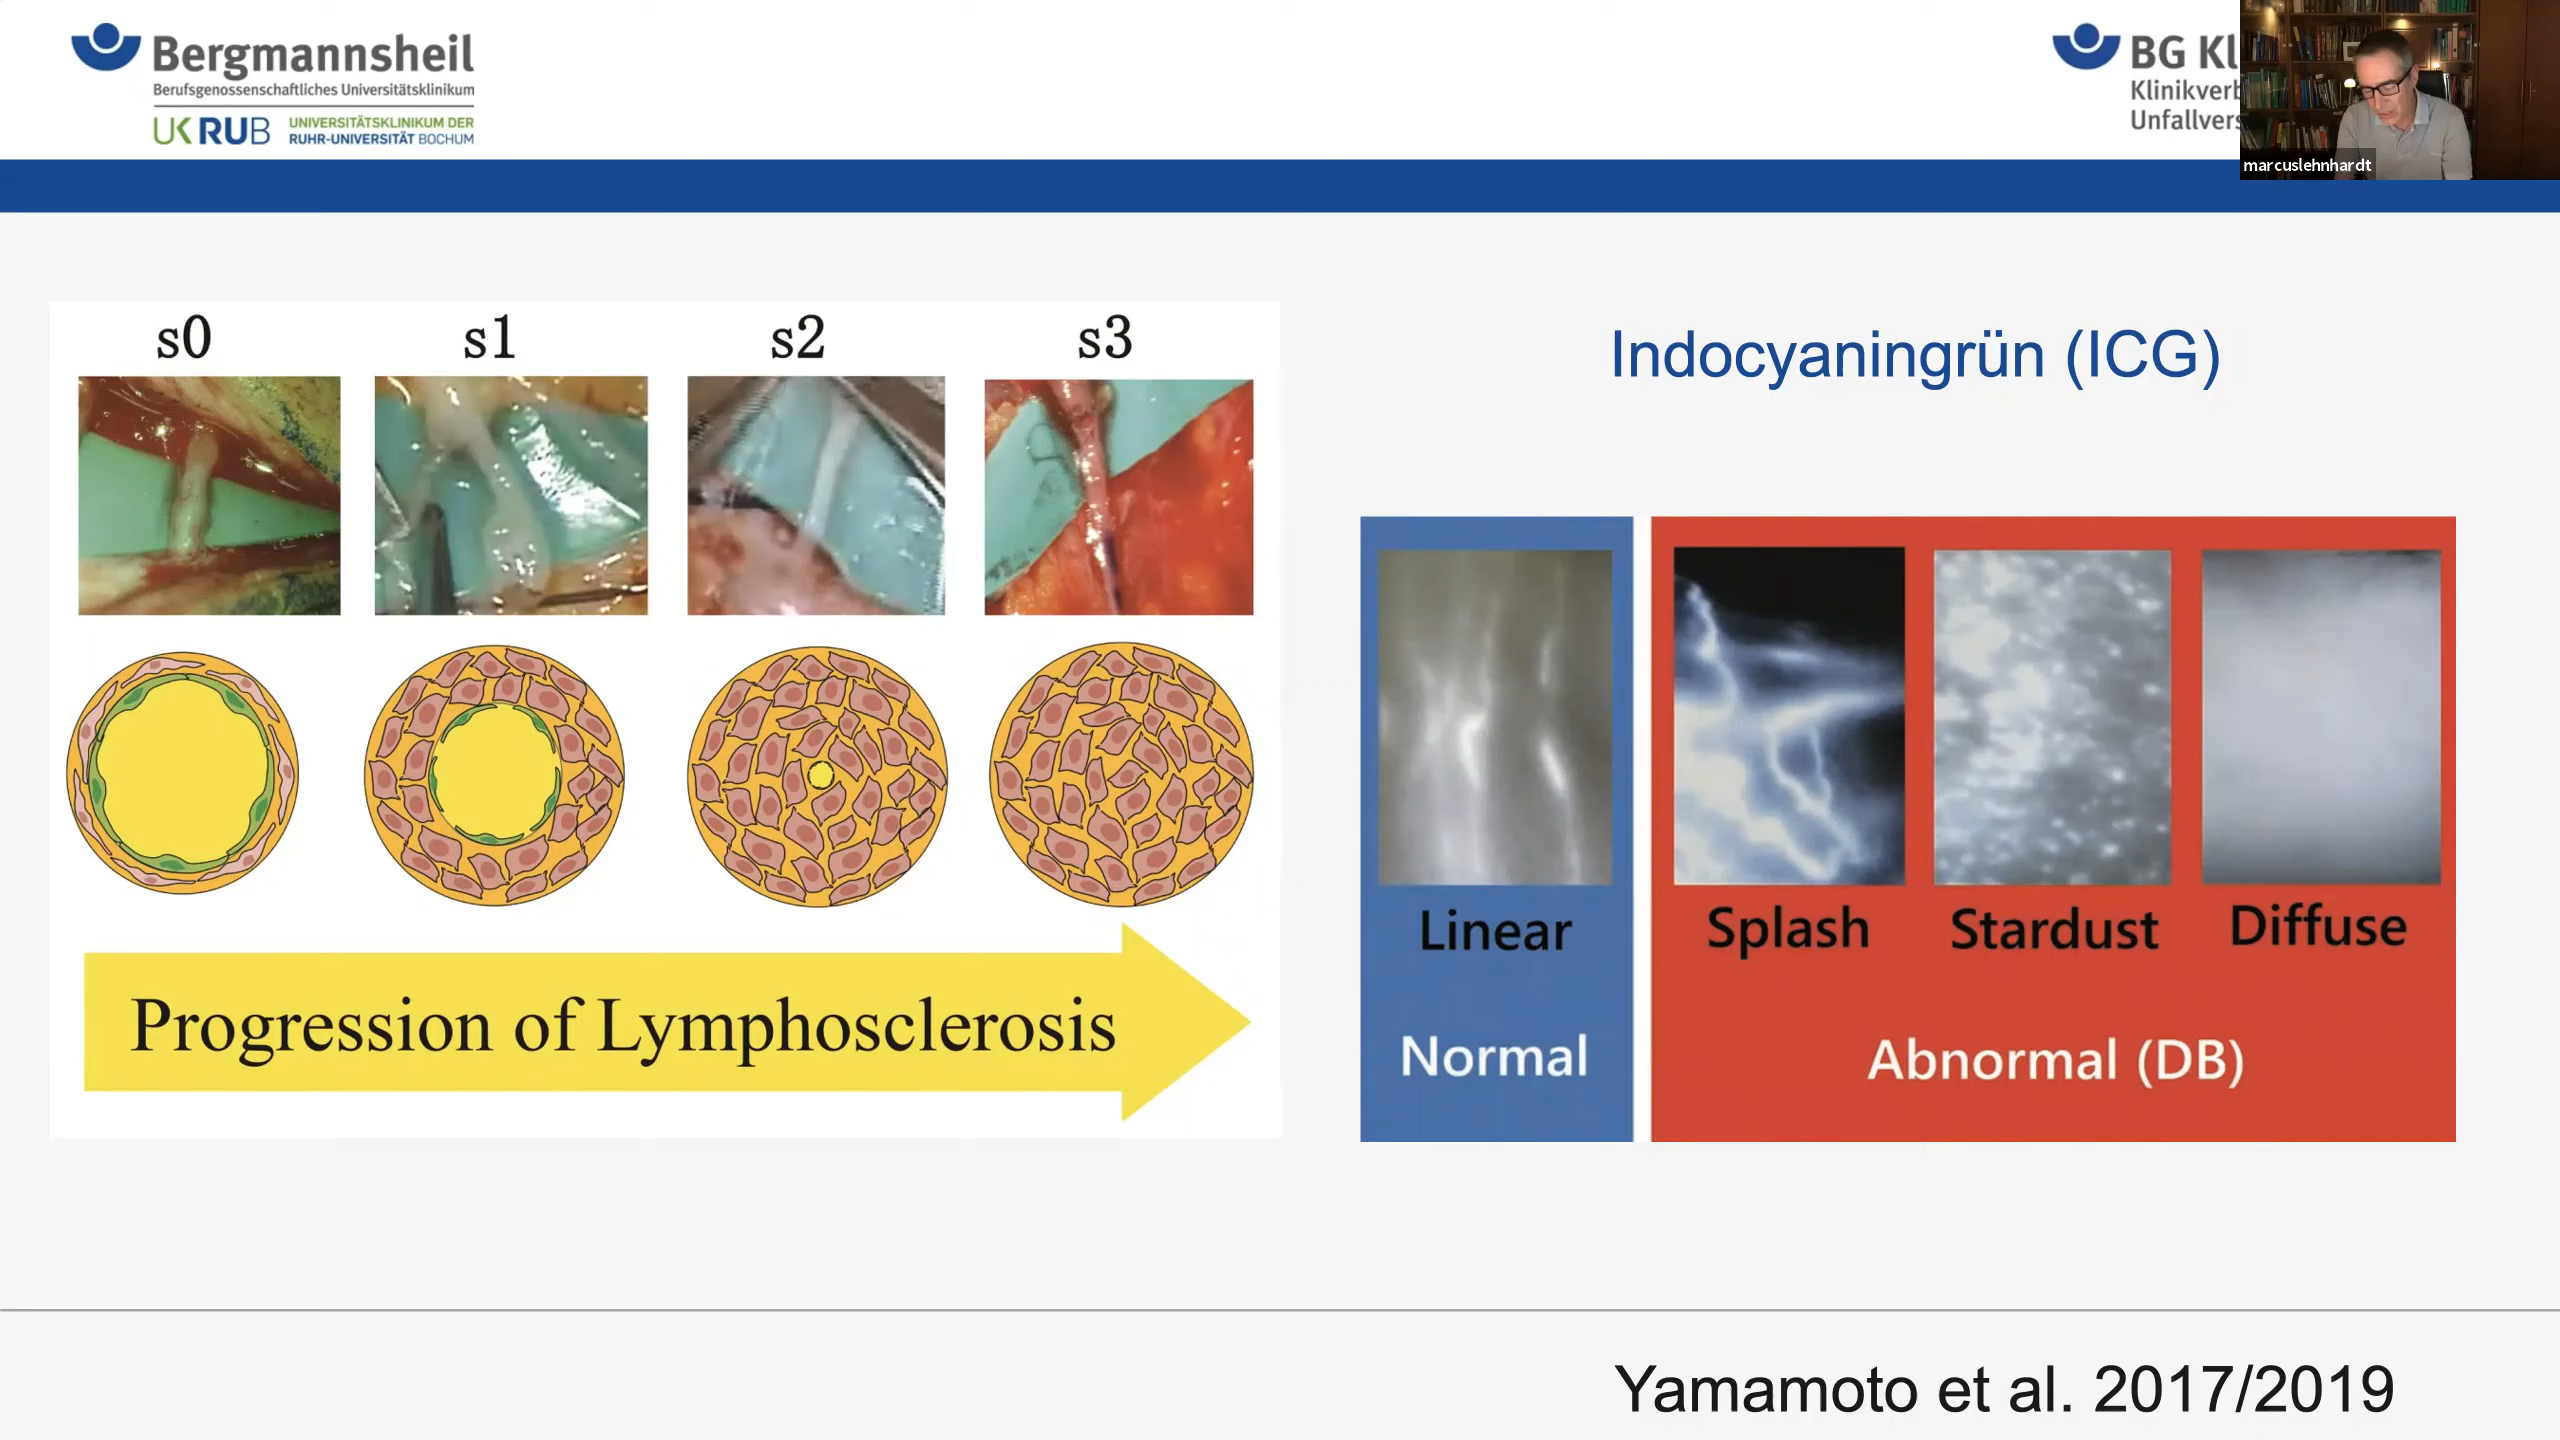 Bergmannsheil
Berufsgenossenschaftliches Universitätsklinikum
UK RUB
UNIVERSITÄTSKLINIKUM DER
RUHR-UNIVERSITÄT BOCHUM
BG Kl
Klinikverb
Unfallvers
marcuslehnhardt
s0 s1 s2 s3
Progression of Lymphosclerosis
Indocyaningrün (ICG)
Linear Splash Stardust Diffuse
Normal Abnormal (DB)
Yamamoto et al. 2017/2019